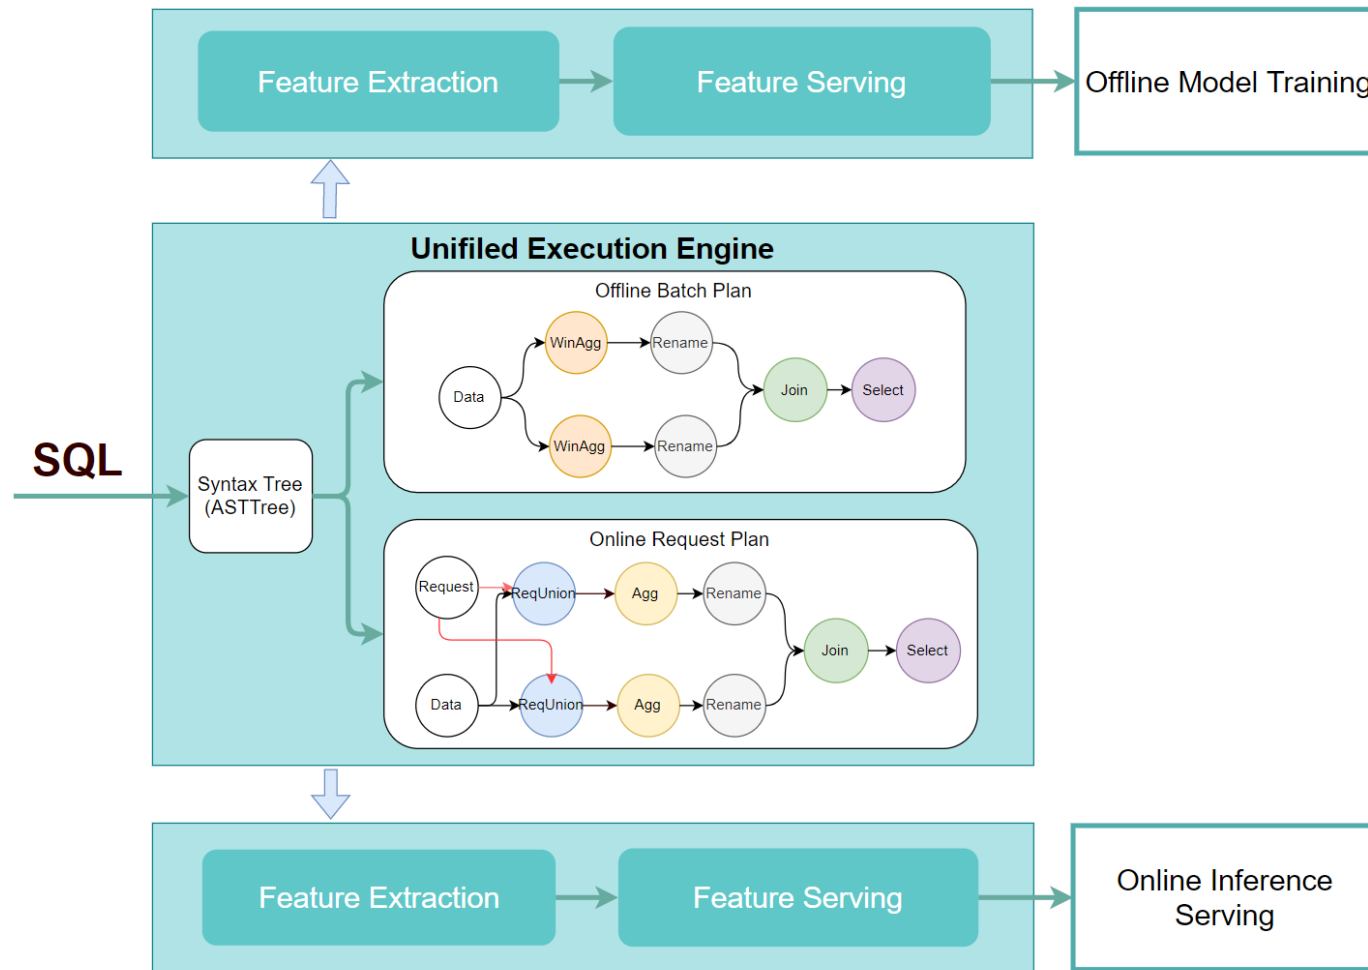 Feature Extraction
Feature Serving
Offline Model Training
Unifiled Execution Engine
Offline Batch Plan
WinAgg
Rename
Data
Join
Select
WinAgg
Rename
SQL
Syntax Tree
(ASTTree)
Online Request Plan
Request
ReqUnion
Agg
Rename
Join
Select
Data
ReqUnion
Agg
Rename
Feature Extraction
Feature Serving
Online Inference
Serving